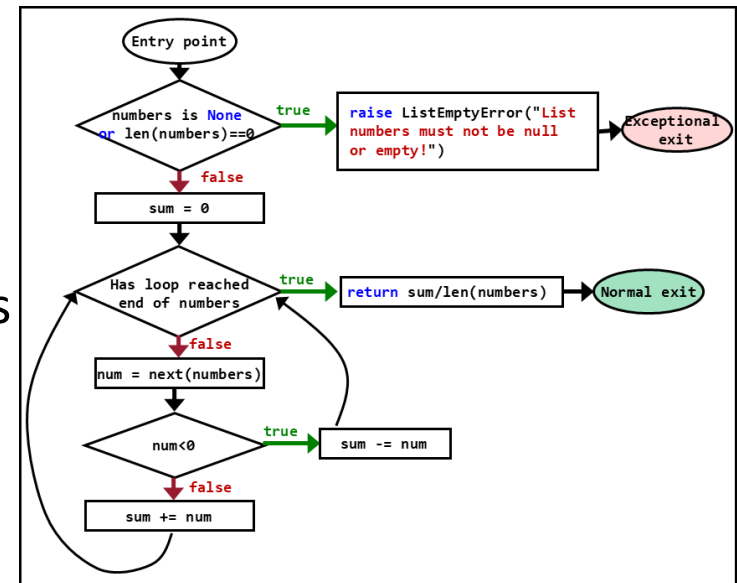 Entry point
numbers is None
or len(numbers)==0
true
raise ListEmptyError("List
numbers must not be null
or empty!")
Exceptional
exit
false
sum = 0
s
Has loop reached
end of numbers
true
return sum/len(numbers)
Normal exit
false
num = next(numbers)
num<0
true
sum -= num
false
sum += num